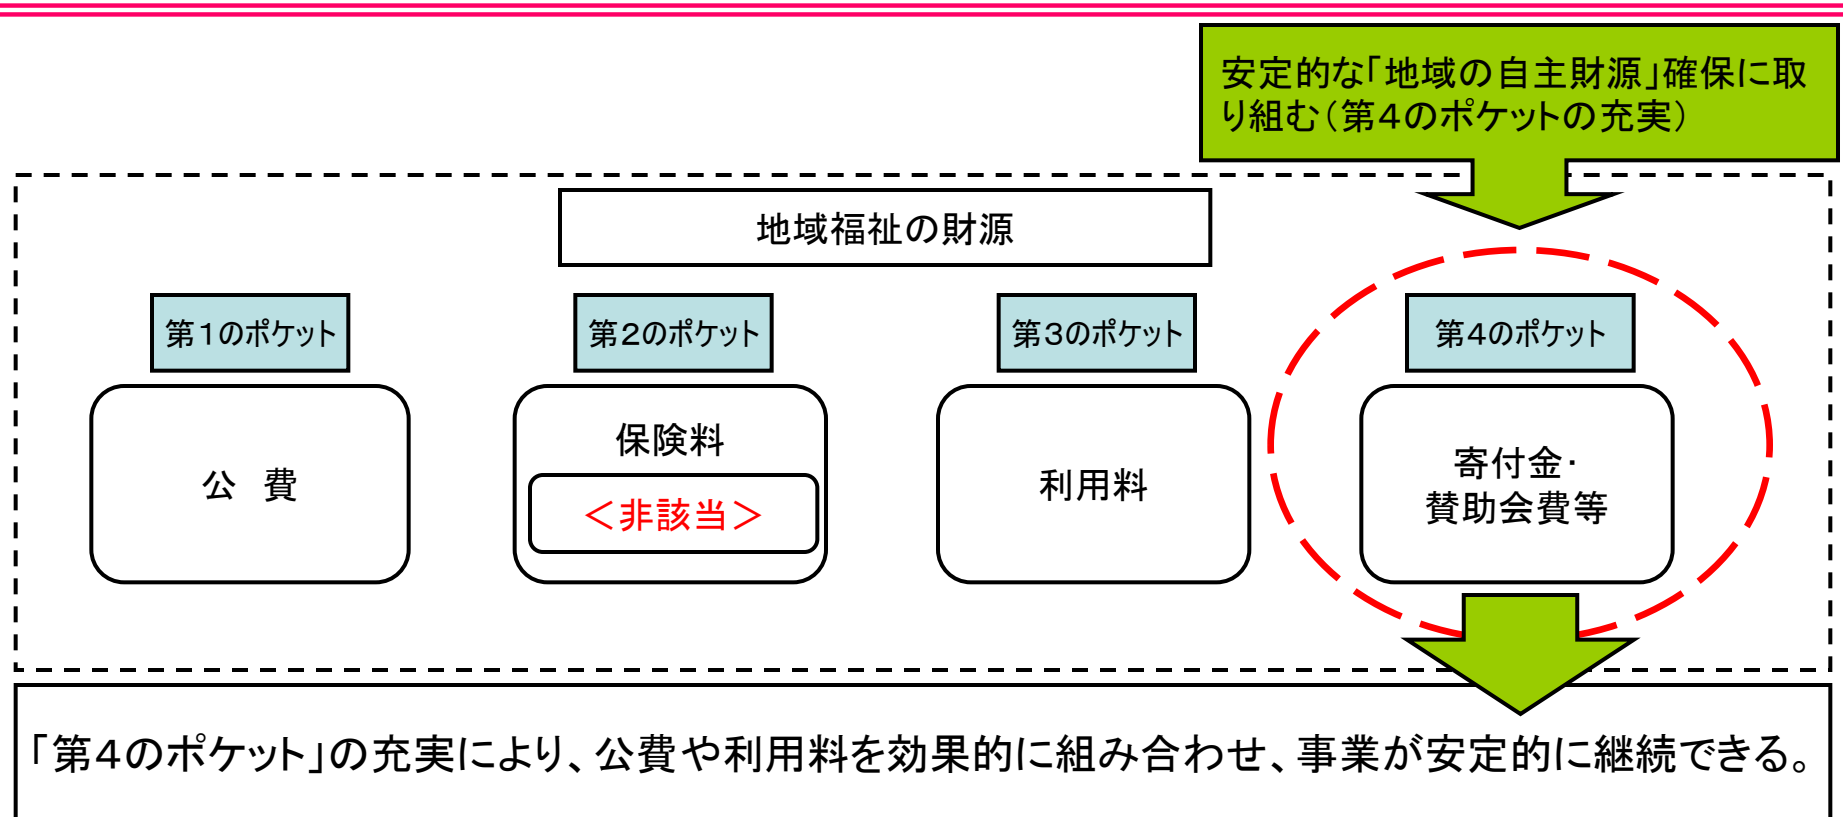 安定的な｢地域の自主財源｣確保に取
り組む(第4のポケットの充実)
地域福祉の財源
第1のポケット
第2のポケット
第3のポケット
第4のポケット
公　費
保険料
＜非該当＞
利用料
寄付金･
賛助会費等
｢第4のポケット｣の充実により､公費や利用料を効果的に組み合わせ､事業が安定的に継続できる｡